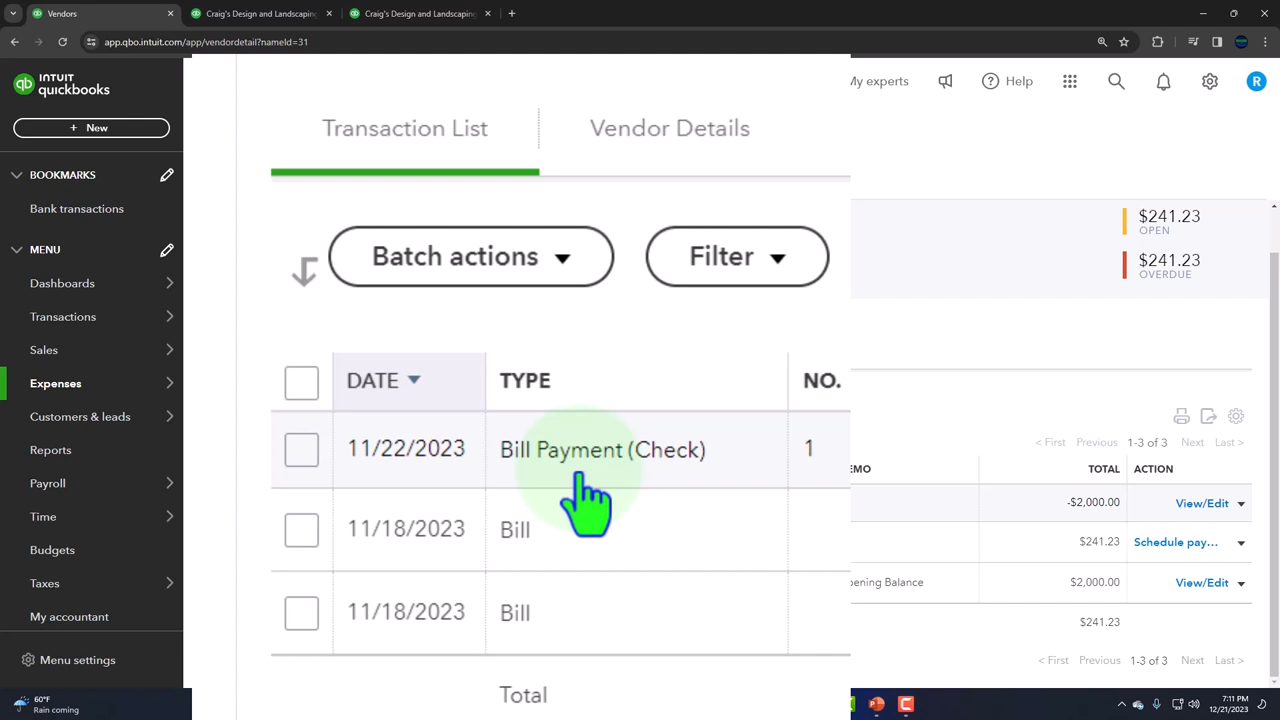 Vendors
Craig's Design and Landscaping
Craig's Design and Landscaping
app.qbo.intuit.com/app/vendordetail?nameId=31
INTUIT
quickbooks
+ New
BOOKMARKS
Bank transactions
MENU
Dashboards
Transactions
Sales
Expenses
Customers & leads
Reports
Payroll
Time
Budgets
Taxes
My accountant
Menu settings
Transaction List
Vendor Details
Batch actions
Filter
DATE TYPE NO.
11/22/2023 Bill Payment (Check) 1
11/18/2023 Bill
11/18/2023 Bill
Total
My experts
Help
R
$241.23
OPEN
$241.23
OVERDUE
< First Previous 1-3 of 3 Next Last >
EMO TOTAL ACTION
-$2,000.00 View/Edit
$241.23 Schedule pay...
pening Balance $2,000.00 View/Edit
$241.23
< First Previous 1-3 of 3 Next Last >
60°F
Rain coming
7:11 PM
12/21/2023